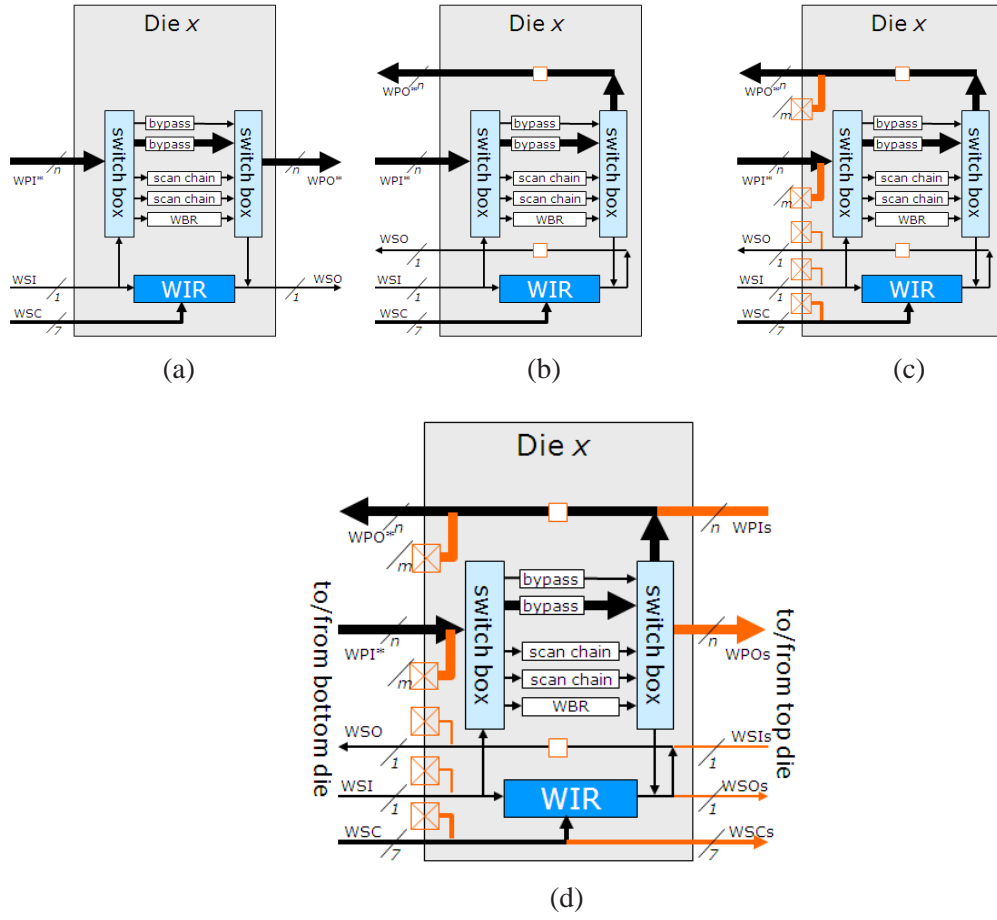 Die x
switch box
bypass
bypass
scan chain
scan chain
WBR
switch box
n
WPI*
n
WPO*
WSI
1
WIR
1
WSO
WSC
7
(a)
Die x
n
WPO*
switch box
bypass
bypass
scan chain
scan chain
WBR
switch box
n
WPI*
WSO
1
WSI
1
WIR
WSC
7
(b)
Die x
n
WPO*
m
switch box
bypass
bypass
scan chain
scan chain
WBR
switch box
n
WPI*
m
WSO
1
WSI
1
WIR
WSC
7
(c)
Die x
n
WPO*
m
n
WPIs
to/from bottom die
switch box
bypass
bypass
scan chain
scan chain
WBR
switch box
to/from top die
n
WPI*
m
n
WPOs
WSO
1
WSIs
1
WSI
1
WIR
WSOs
1
WSC
7
WSCs
7
(d)